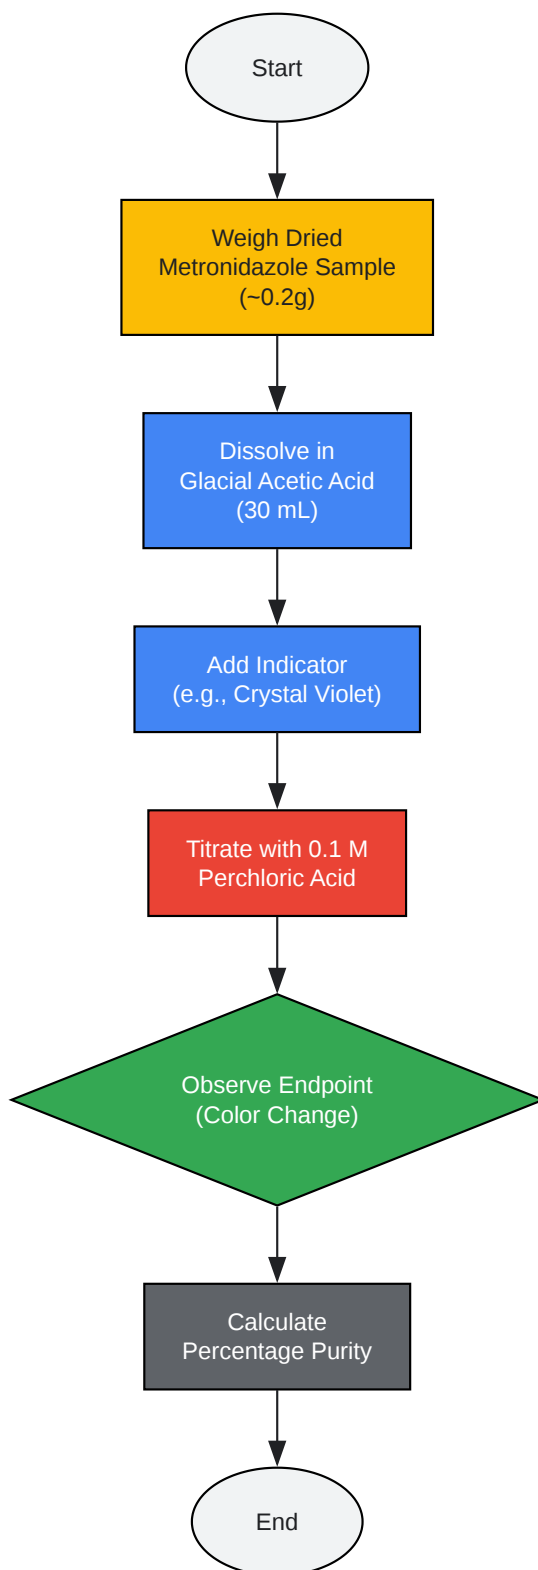 Start
Weigh Dried
Metronidazole Sample
(~0.2g)
Dissolve in
Glacial Acetic Acid
(30 mL)
Add Indicator
(e.g., Crystal Violet)
Titrate with 0.1 M
Perchloric Acid
Observe Endpoint
(Color Change)
Calculate
Percentage Purity
End